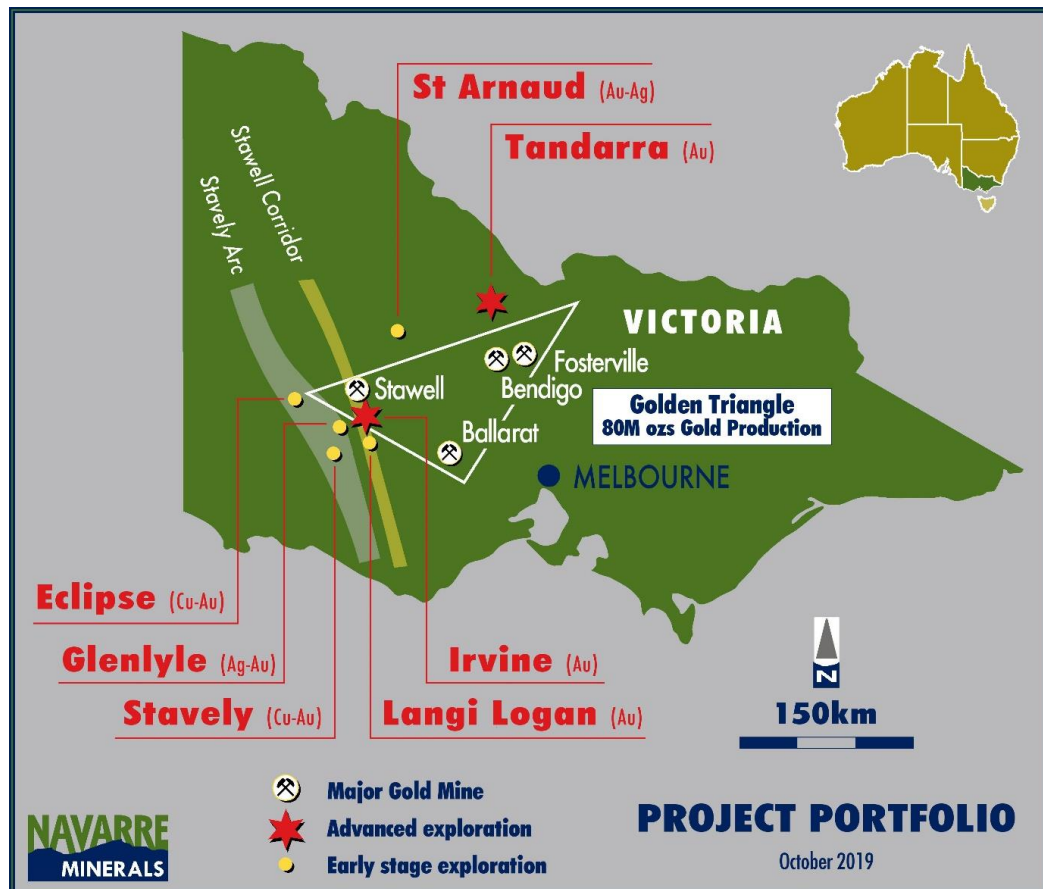 St Arnaud (Au-Ag)
Tandarra (Au)
Stawell Corridor
Stavely Arc
VICTORIA
Fosterville
Bendigo
Stawell
Ballarat
Golden Triangle
80M ozs Gold Production
MELBOURNE
Eclipse (Cu-Au)
Glenlyle (Ag-Au)
Irvine (Au)
Stavely (Cu-Au)
Langi Logan (Au)
N
150km
Major Gold Mine
Advanced exploration
Early stage exploration
NAVARRE
MINERALS
PROJECT PORTFOLIO
October 2019